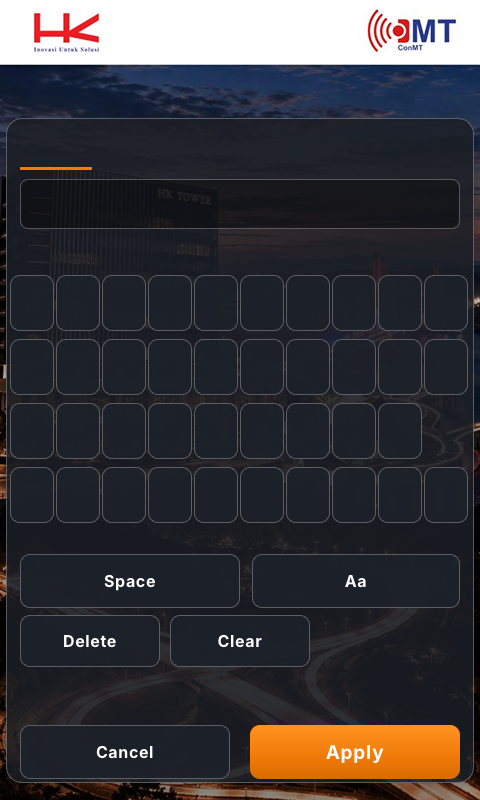 HK
Inovasi Untuk Solusi
MT
ConMT
HK TOWER
Space
Aa
Delete
Clear
Cancel
Apply